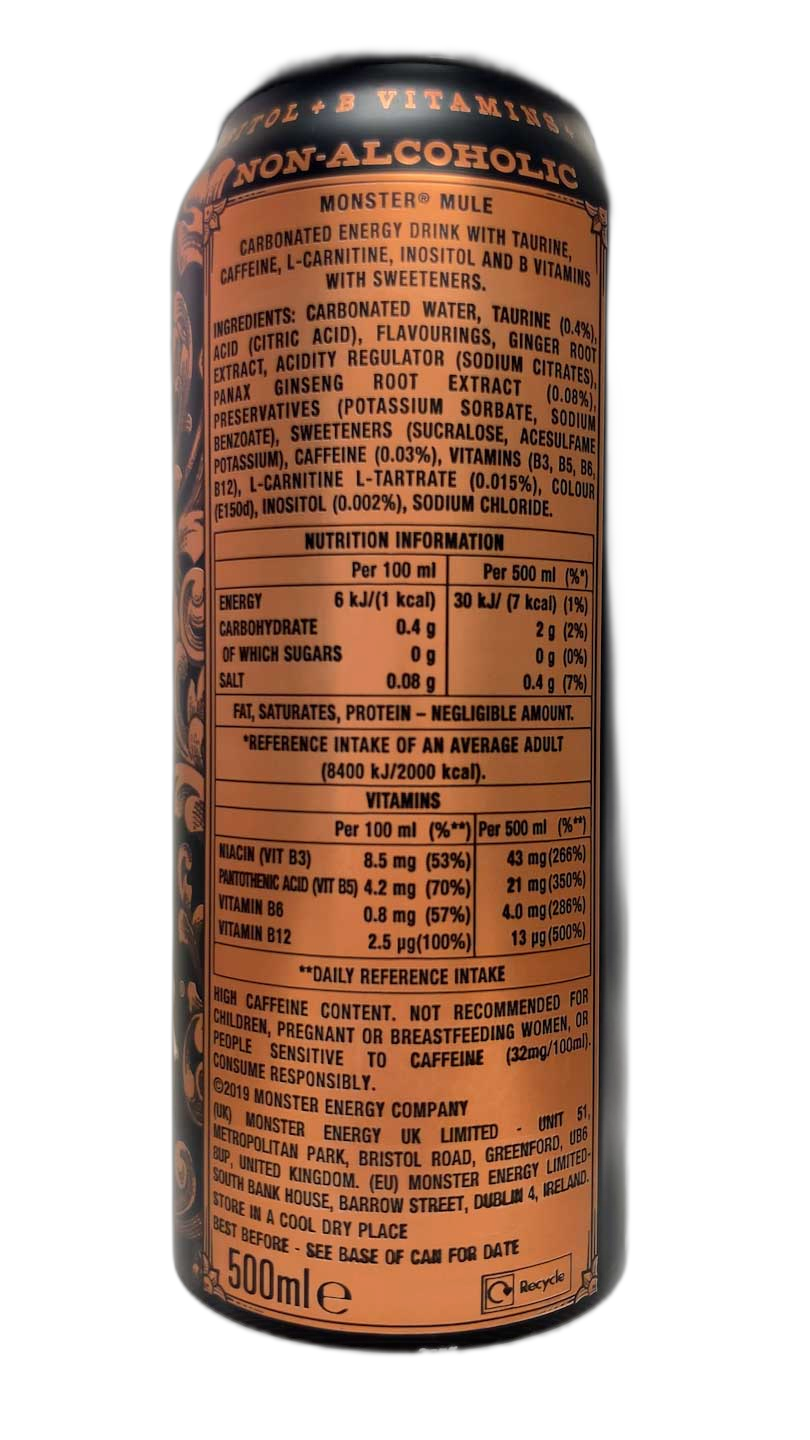 ITOL + B VITAMINS +
NON-ALCOHOLIC
MONSTER® MULE
CARBONATED ENERGY DRINK WITH TAURINE,
CAFFEINE, L-CARNITINE, INOSITOL AND B VITAMINS
WITH SWEETENERS.
INGREDIENTS: CARBONATED WATER, TAURINE (0.4%),
ACID (CITRIC ACID), FLAVOURINGS, GINGER ROOT
EXTRACT, ACIDITY REGULATOR (SODIUM CITRATES),
PANAX GINSENG ROOT EXTRACT (0.08%),
PRESERVATIVES (POTASSIUM SORBATE, SODIUM
BENZOATE), SWEETENERS (SUCRALOSE, ACESULFAME
POTASSIUM), CAFFEINE (0.03%), VITAMINS (B3, B5, B6,
B12), L-CARNITINE L-TARTRATE (0.015%), COLOUR
(E150d), INOSITOL (0.002%), SODIUM CHLORIDE.
NUTRITION INFORMATION
Per 100 ml Per 500 ml (%*)
ENERGY 6 kJ/(1 kcal) 30 kJ/ (7 kcal) (1%)
CARBOHYDRATE 0.4 g 2 g (2%)
OF WHICH SUGARS 0 g 0 g (0%)
SALT 0.08 g 0.4 g (7%)
FAT, SATURATES, PROTEIN – NEGLIGIBLE AMOUNT.
*REFERENCE INTAKE OF AN AVERAGE ADULT
(8400 kJ/2000 kcal).
VITAMINS
Per 100 ml (%**) Per 500 ml (%**)
NIACIN (VIT B3) 8.5 mg (53%) 43 mg (266%)
PANTOTHENIC ACID (VIT B5) 4.2 mg (70%) 21 mg (350%)
VITAMIN B6 0.8 mg (57%) 4.0 mg (286%)
VITAMIN B12 2.5 µg (100%) 13 µg (500%)
**DAILY REFERENCE INTAKE
HIGH CAFFEINE CONTENT. NOT RECOMMENDED FOR
CHILDREN, PREGNANT OR BREASTFEEDING WOMEN, OR
PEOPLE SENSITIVE TO CAFFEINE (32mg/100ml).
CONSUME RESPONSIBLY.
©2019 MONSTER ENERGY COMPANY
(UK) MONSTER ENERGY UK LIMITED - UNIT 51,
METROPOLITAN PARK, BRISTOL ROAD, GREENFORD, UB6
8UP, UNITED KINGDOM. (EU) MONSTER ENERGY LIMITED-
SOUTH BANK HOUSE, BARROW STREET, DUBLIN 4, IRELAND.
STORE IN A COOL DRY PLACE
BEST BEFORE - SEE BASE OF CAN FOR DATE
500ml e Recycle